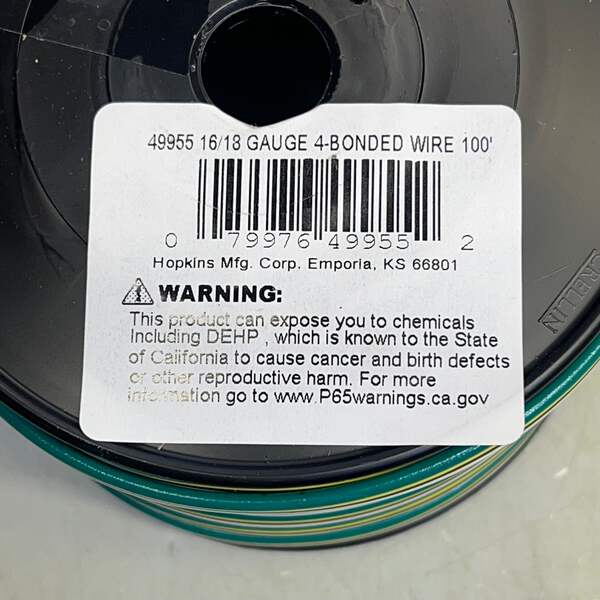 49955 16/18 GAUGE 4-BONDED WIRE 100'
0 79976 49955 2
Hopkins Mfg. Corp. Emporia, KS 66801
WARNING:
This product can expose you to chemicals
Including DEHP , which is known to the State
of California to cause cancer and birth defects
or other reproductive harm. For more
information go to www.P65warnings.ca.gov
CRELLIN